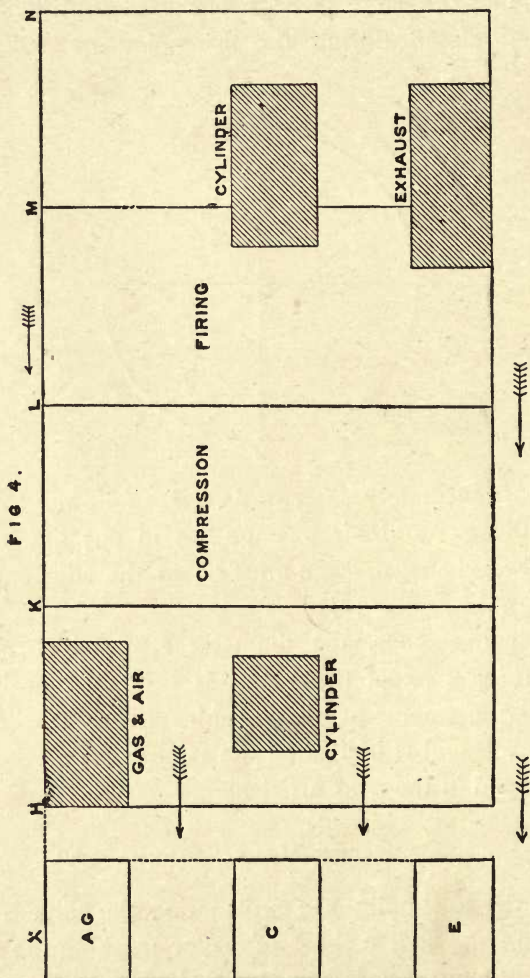 FIG 4.
X H K L M N
AG
GAS & AIR
COMPRESSION FIRING
CYLINDER
C
CYLINDER
EXHAUST
E